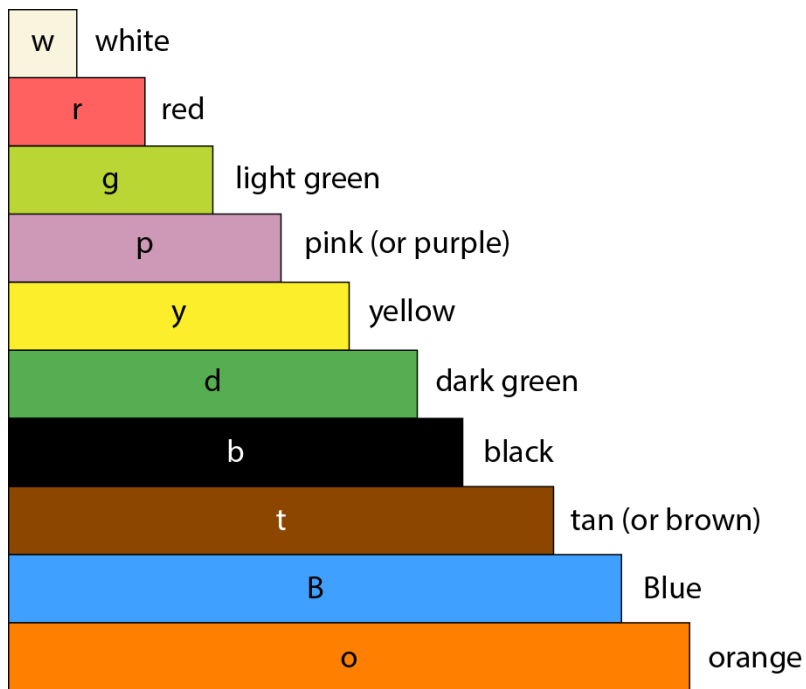 w white
r red
g light green
p pink (or purple)
y yellow
d dark green
b black
t tan (or brown)
B Blue
o orange